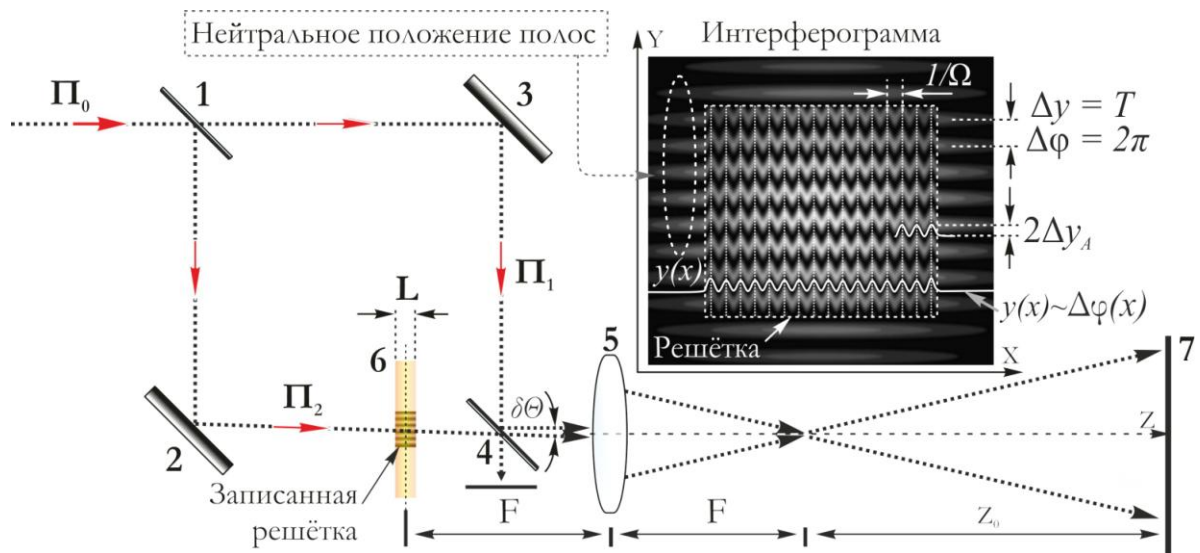 Нейтральное положение полос
Y
Интерферограмма
1/Ω
Δy = T
Δφ = 2π
2Δy_A
y(x)
y(x)~Δφ(x)
Решётка
X
П₀
1
3
П₁
L
6
5
7
П₂
δΘ
2
4
Z
Записанная
решётка
F
F
Z₀